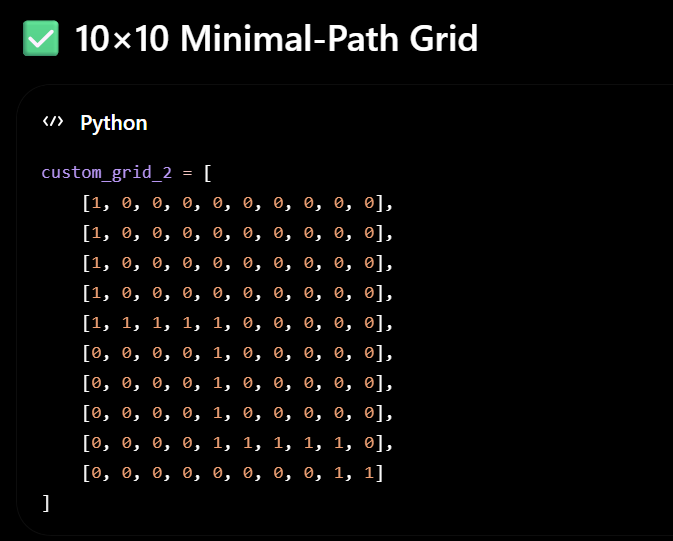 ✅ 10×10 Minimal-Path Grid
</> Python
custom_grid_2 = [
    [1, 0, 0, 0, 0, 0, 0, 0, 0, 0],
    [1, 0, 0, 0, 0, 0, 0, 0, 0, 0],
    [1, 0, 0, 0, 0, 0, 0, 0, 0, 0],
    [1, 0, 0, 0, 0, 0, 0, 0, 0, 0],
    [1, 1, 1, 1, 1, 0, 0, 0, 0, 0],
    [0, 0, 0, 0, 1, 0, 0, 0, 0, 0],
    [0, 0, 0, 0, 1, 0, 0, 0, 0, 0],
    [0, 0, 0, 0, 1, 0, 0, 0, 0, 0],
    [0, 0, 0, 0, 1, 1, 1, 1, 1, 0],
    [0, 0, 0, 0, 0, 0, 0, 0, 1, 1]
]